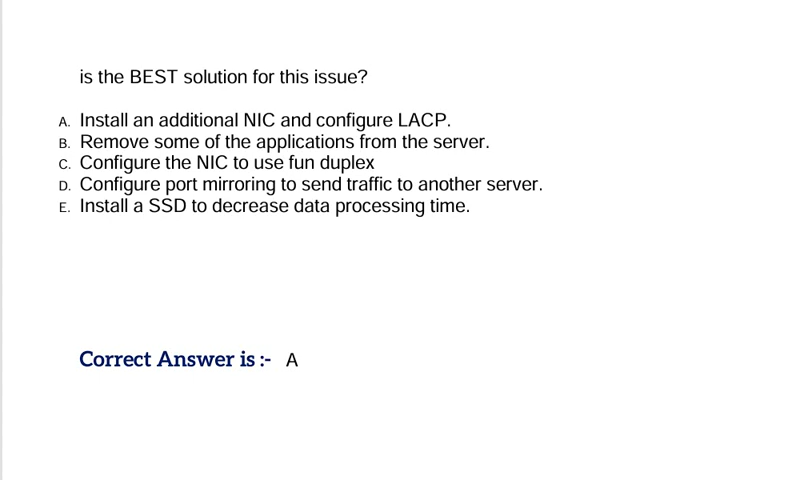 is the BEST solution for this issue?
A. Install an additional NIC and configure LACP.
B. Remove some of the applications from the server.
C. Configure the NIC to use fun duplex
D. Configure port mirroring to send traffic to another server.
E. Install a SSD to decrease data processing time.
Correct Answer is :- A